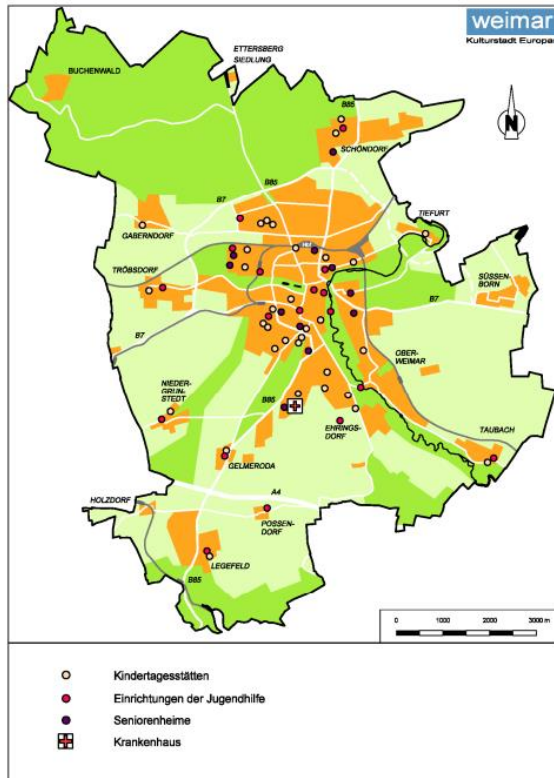 weimar
Kulturstadt Europas
ETTERSBERG
SIEDLUNG
BUCHENWALD
B85
N
SCHÖNDORF
B85
B7
TIEFURT
GABERNDORF
Hbf
TRÖBSDORF
SÜSSEN-
BORN
B7
B7
OBER-
WEIMAR
NIEDER-
GRUN-
STEDT
B85
EHRINGS-
DORF
TAUBACH
GELMERODA
A4
HOLZDORF
POSSEN-
DORF
LEGEFELD
B85
0 1000 2000 3000 m
Kindertagesstätten
Einrichtungen der Jugendhilfe
Seniorenheime
Krankenhaus